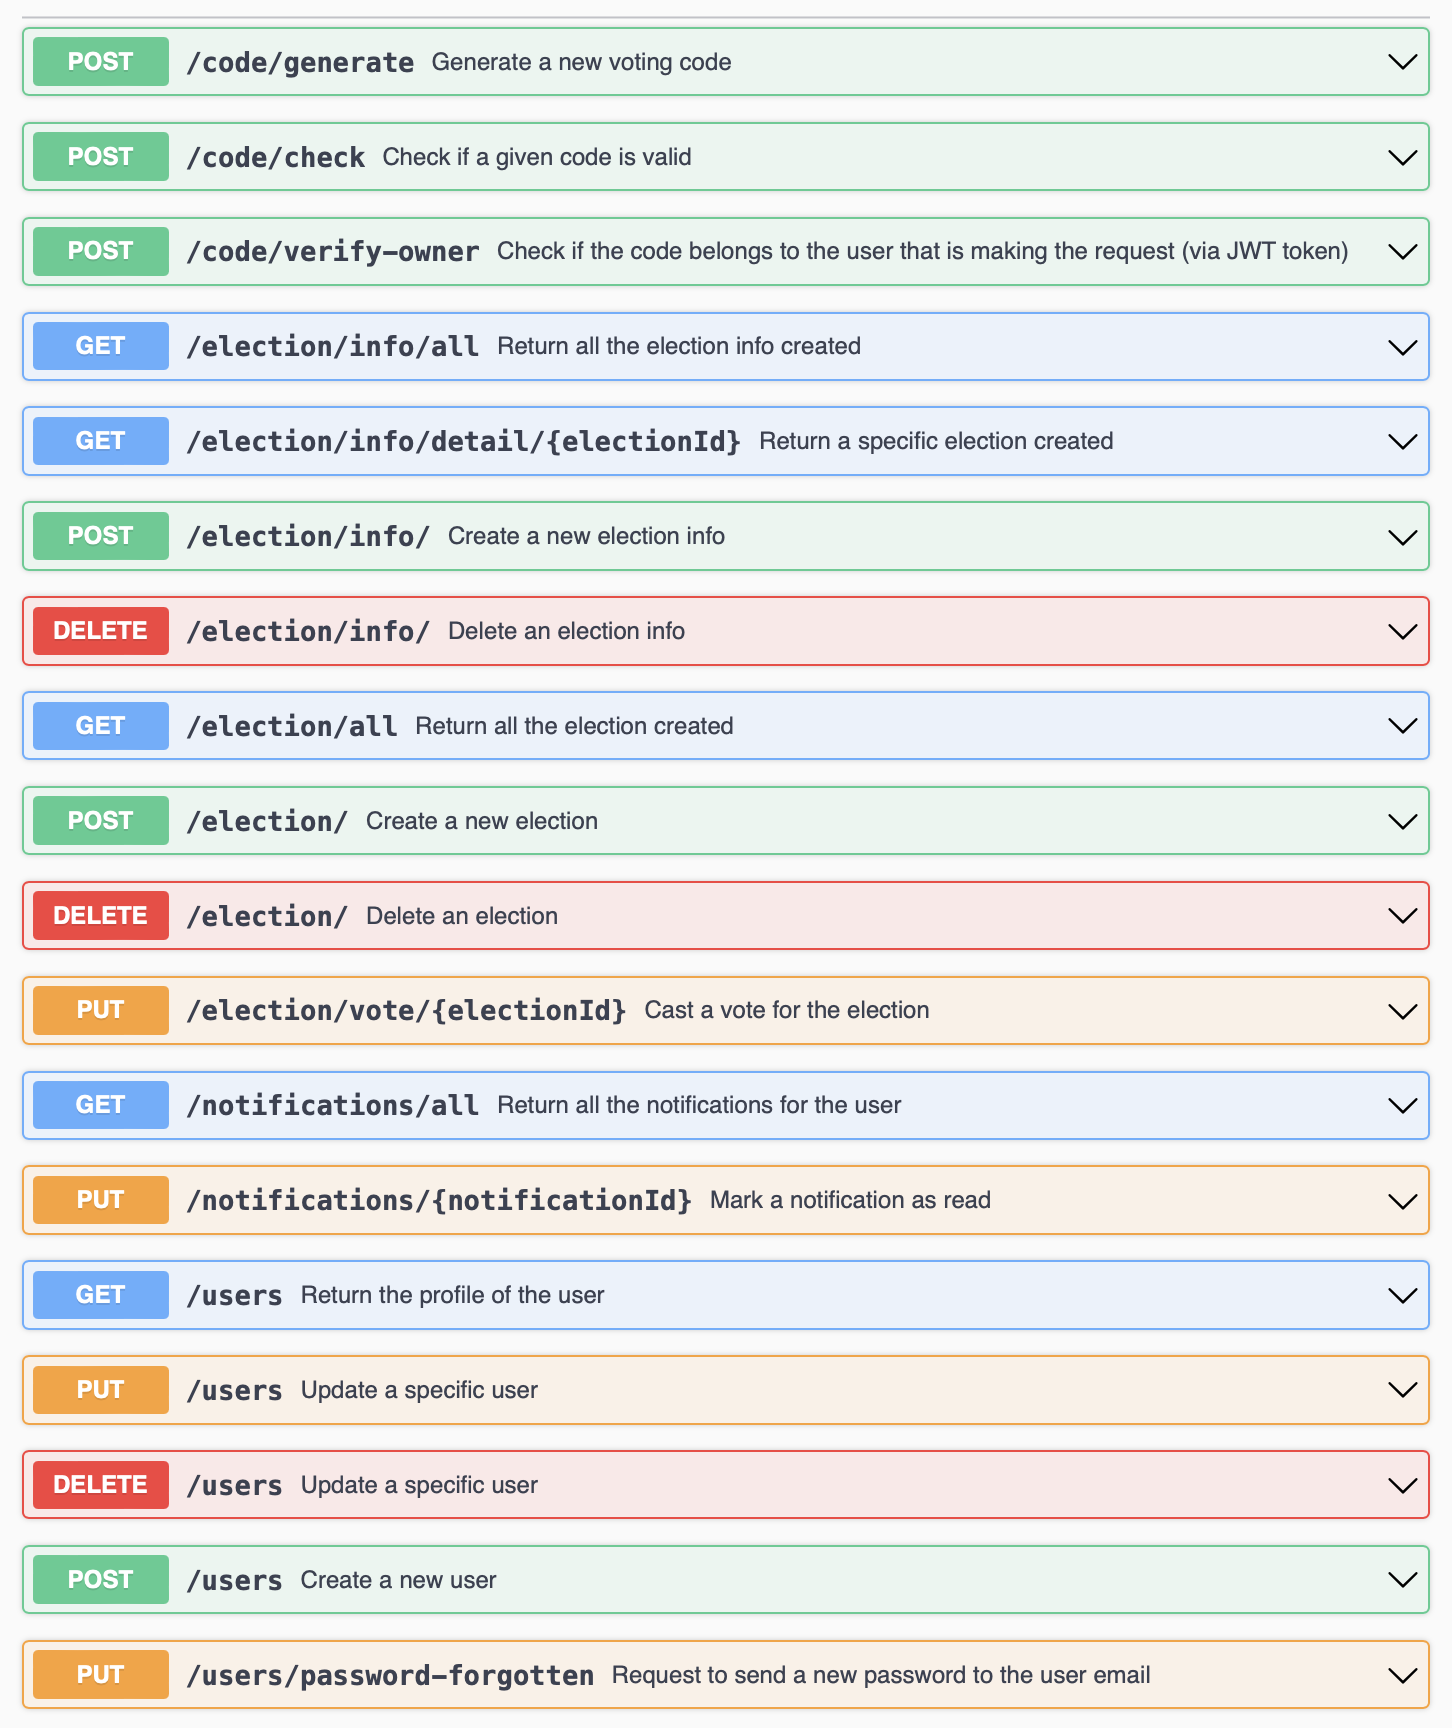 POST /code/generate Generate a new voting code
POST /code/check Check if a given code is valid
POST /code/verify-owner Check if the code belongs to the user that is making the request (via JWT token)
GET /election/info/all Return all the election info created
GET /election/info/detail/{electionId} Return a specific election created
POST /election/info/ Create a new election info
DELETE /election/info/ Delete an election info
GET /election/all Return all the election created
POST /election/ Create a new election
DELETE /election/ Delete an election
PUT /election/vote/{electionId} Cast a vote for the election
GET /notifications/all Return all the notifications for the user
PUT /notifications/{notificationId} Mark a notification as read
GET /users Return the profile of the user
PUT /users Update a specific user
DELETE /users Update a specific user
POST /users Create a new user
PUT /users/password-forgotten Request to send a new password to the user email